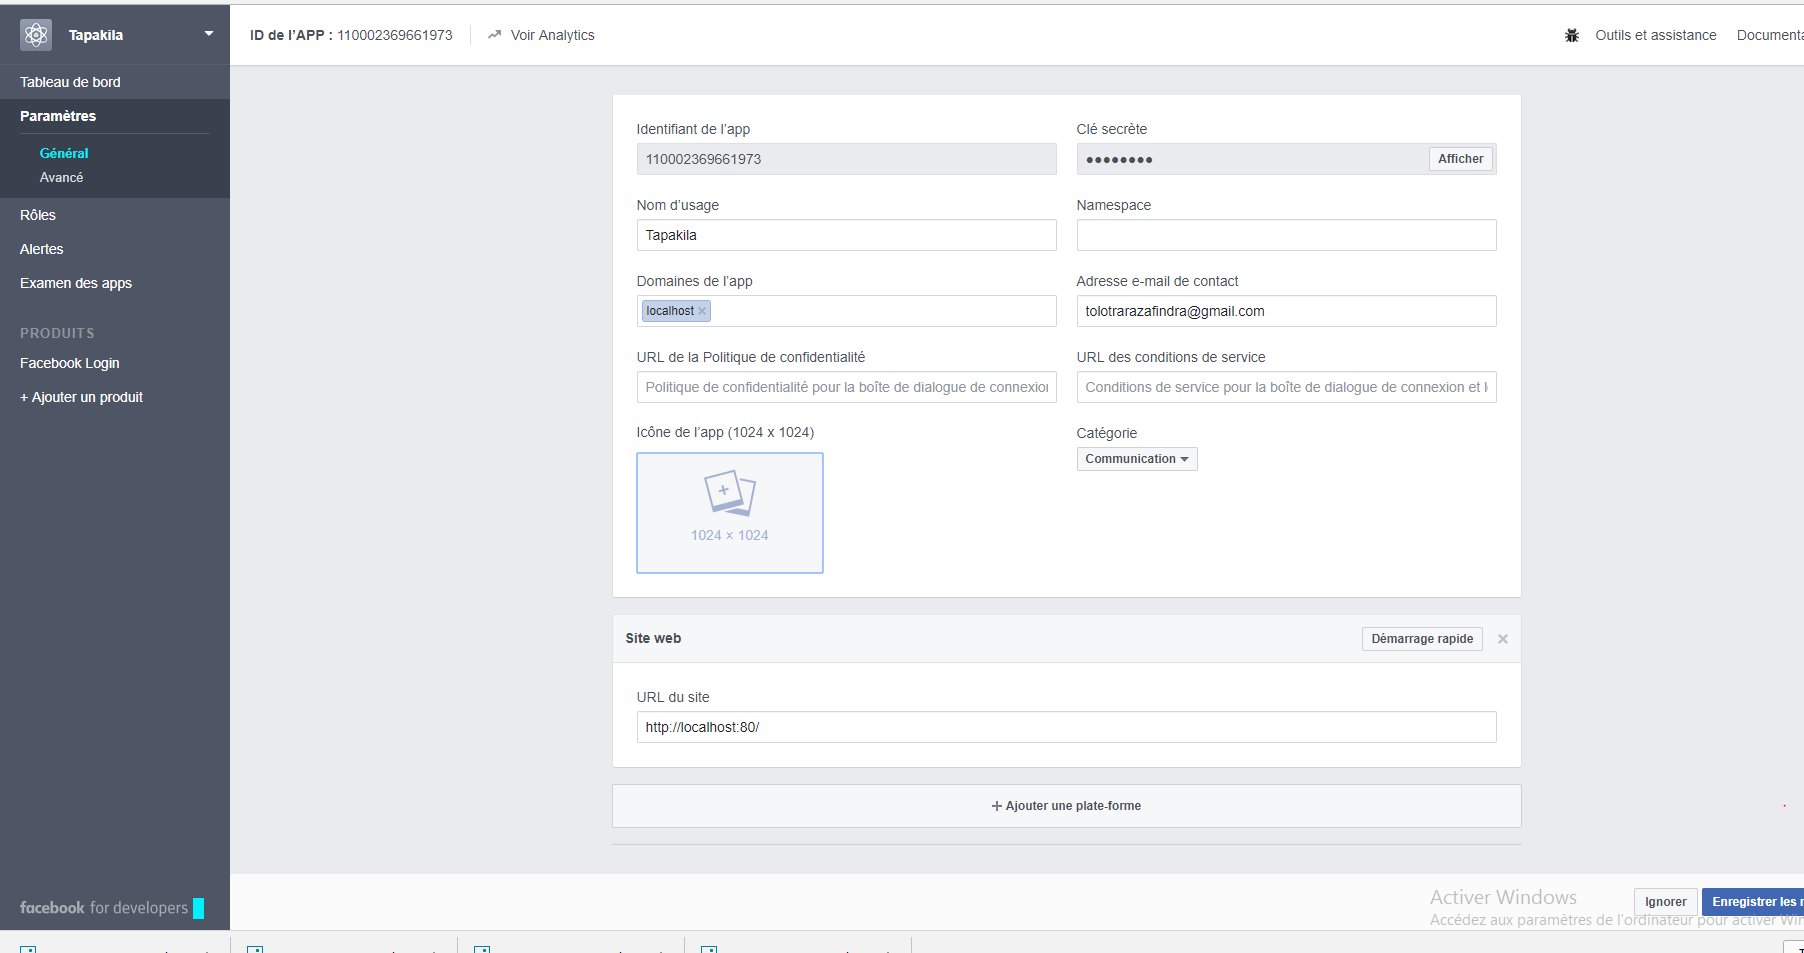 Tapakila
ID de l’APP : 110002369661973
Voir Analytics
Outils et assistance
Tableau de bord
Paramètres
Général
Avancé
Rôles
Alertes
Examen des apps
PRODUITS
Facebook Login
+ Ajouter un produit
facebook for developers
Identifiant de l’app
Clé secrète
110002369661973
Afficher
Nom d’usage
Namespace
Tapakila
Domaines de l’app
Adresse e-mail de contact
localhost
tolotrarazafindra@gmail.com
URL de la Politique de confidentialité
URL des conditions de service
Politique de confidentialité pour la boîte de dialogue de connexion
Conditions de service pour la boîte de dialogue de connexion et
Icône de l’app (1024 x 1024)
Catégorie
Communication
1024 × 1024
Site web
Démarrage rapide
URL du site
http://localhost:80/
+ Ajouter une plate-forme
Activer Windows
Accédez aux paramètres de l’ordinateur pour activer
Ignorer
Enregistrer les